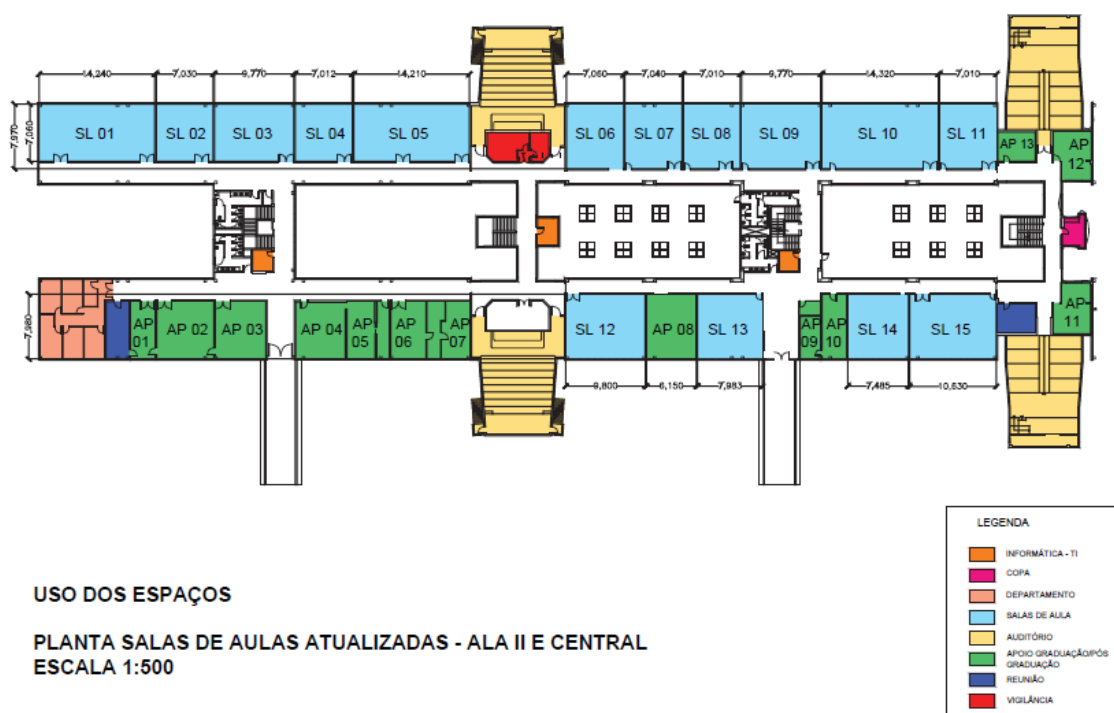 14,240 7,030 9,770 7,012 14,210 7,060 7,040 7,010 9,770 14,320 7,010
7,970
7,060
SL 01 SL 02 SL 03 SL 04 SL 05 SL 06 SL 07 SL 08 SL 09 SL 10 SL 11
AP 13
AP 12
7,980
AP 01
AP 02
AP 03
AP 04
AP 05
AP 06
AP 07
SL 12
AP 08
SL 13
AP 09
AP 10
SL 14
SL 15
AP 11
9,800 6,150 7,983 7,485 10,630
USO DOS ESPAÇOS
PLANTA SALAS DE AULAS ATUALIZADAS - ALA II E CENTRAL
ESCALA 1:500
LEGENDA
INFORMÁTICA - TI
COPA
DEPARTAMENTO
SALAS DE AULA
AUDITÓRIO
APOIO GRADUAÇÃO/PÓS
GRADUAÇÃO
REUNIÃO
VIGILÂNCIA